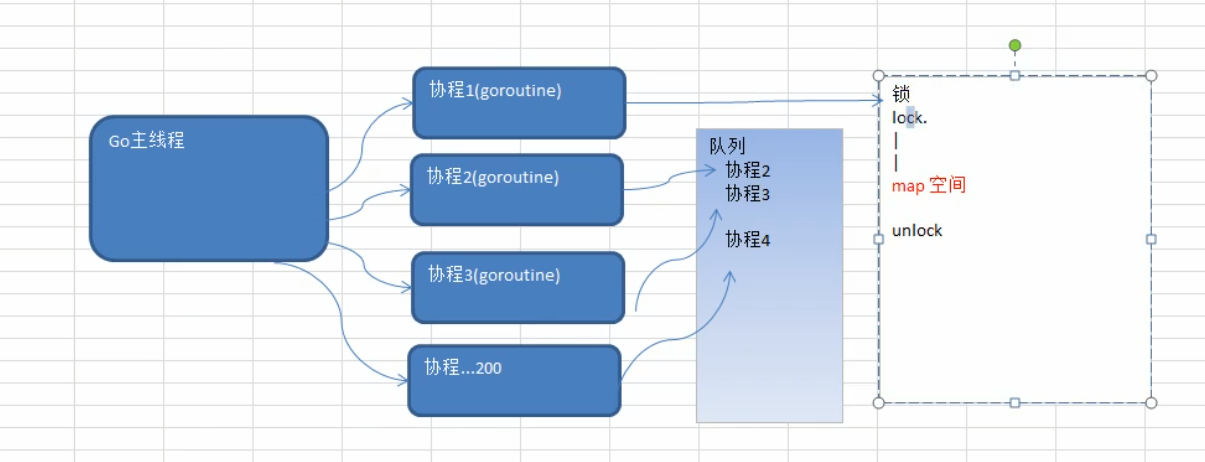 Go主线程
协程1(goroutine)
协程2(goroutine)
协程3(goroutine)
协程...200
队列
协程2
协程3
协程4
锁
lock.
|
|
map 空间
unlock